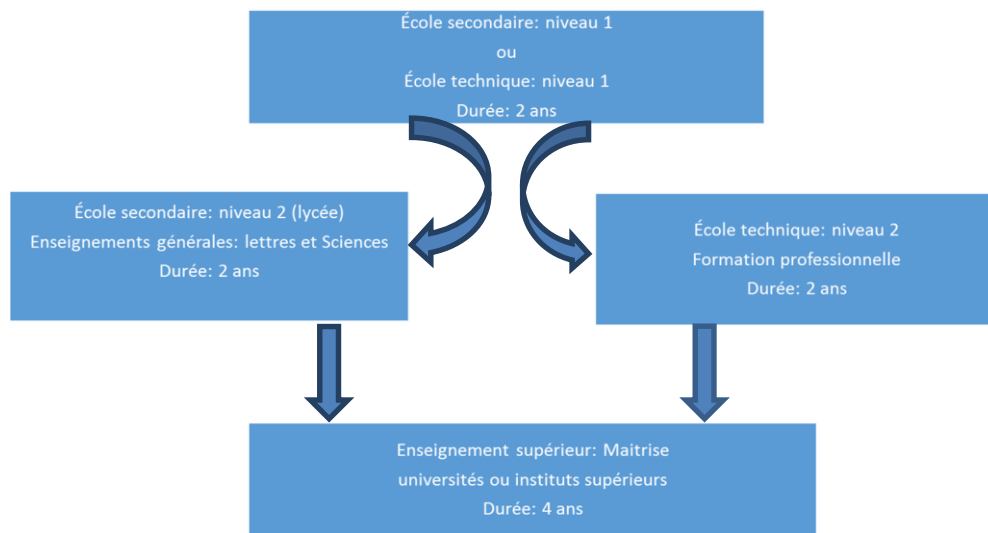 École secondaire: niveau 1
ou
École technique: niveau 1
Durée: 2 ans
École secondaire: niveau 2 (lycée)
Enseignements générales: lettres et Sciences
Durée: 2 ans
École technique: niveau 2
Formation professionnelle
Durée: 2 ans
Enseignement supérieur: Maitrise
universités ou instituts supérieurs
Durée: 4 ans